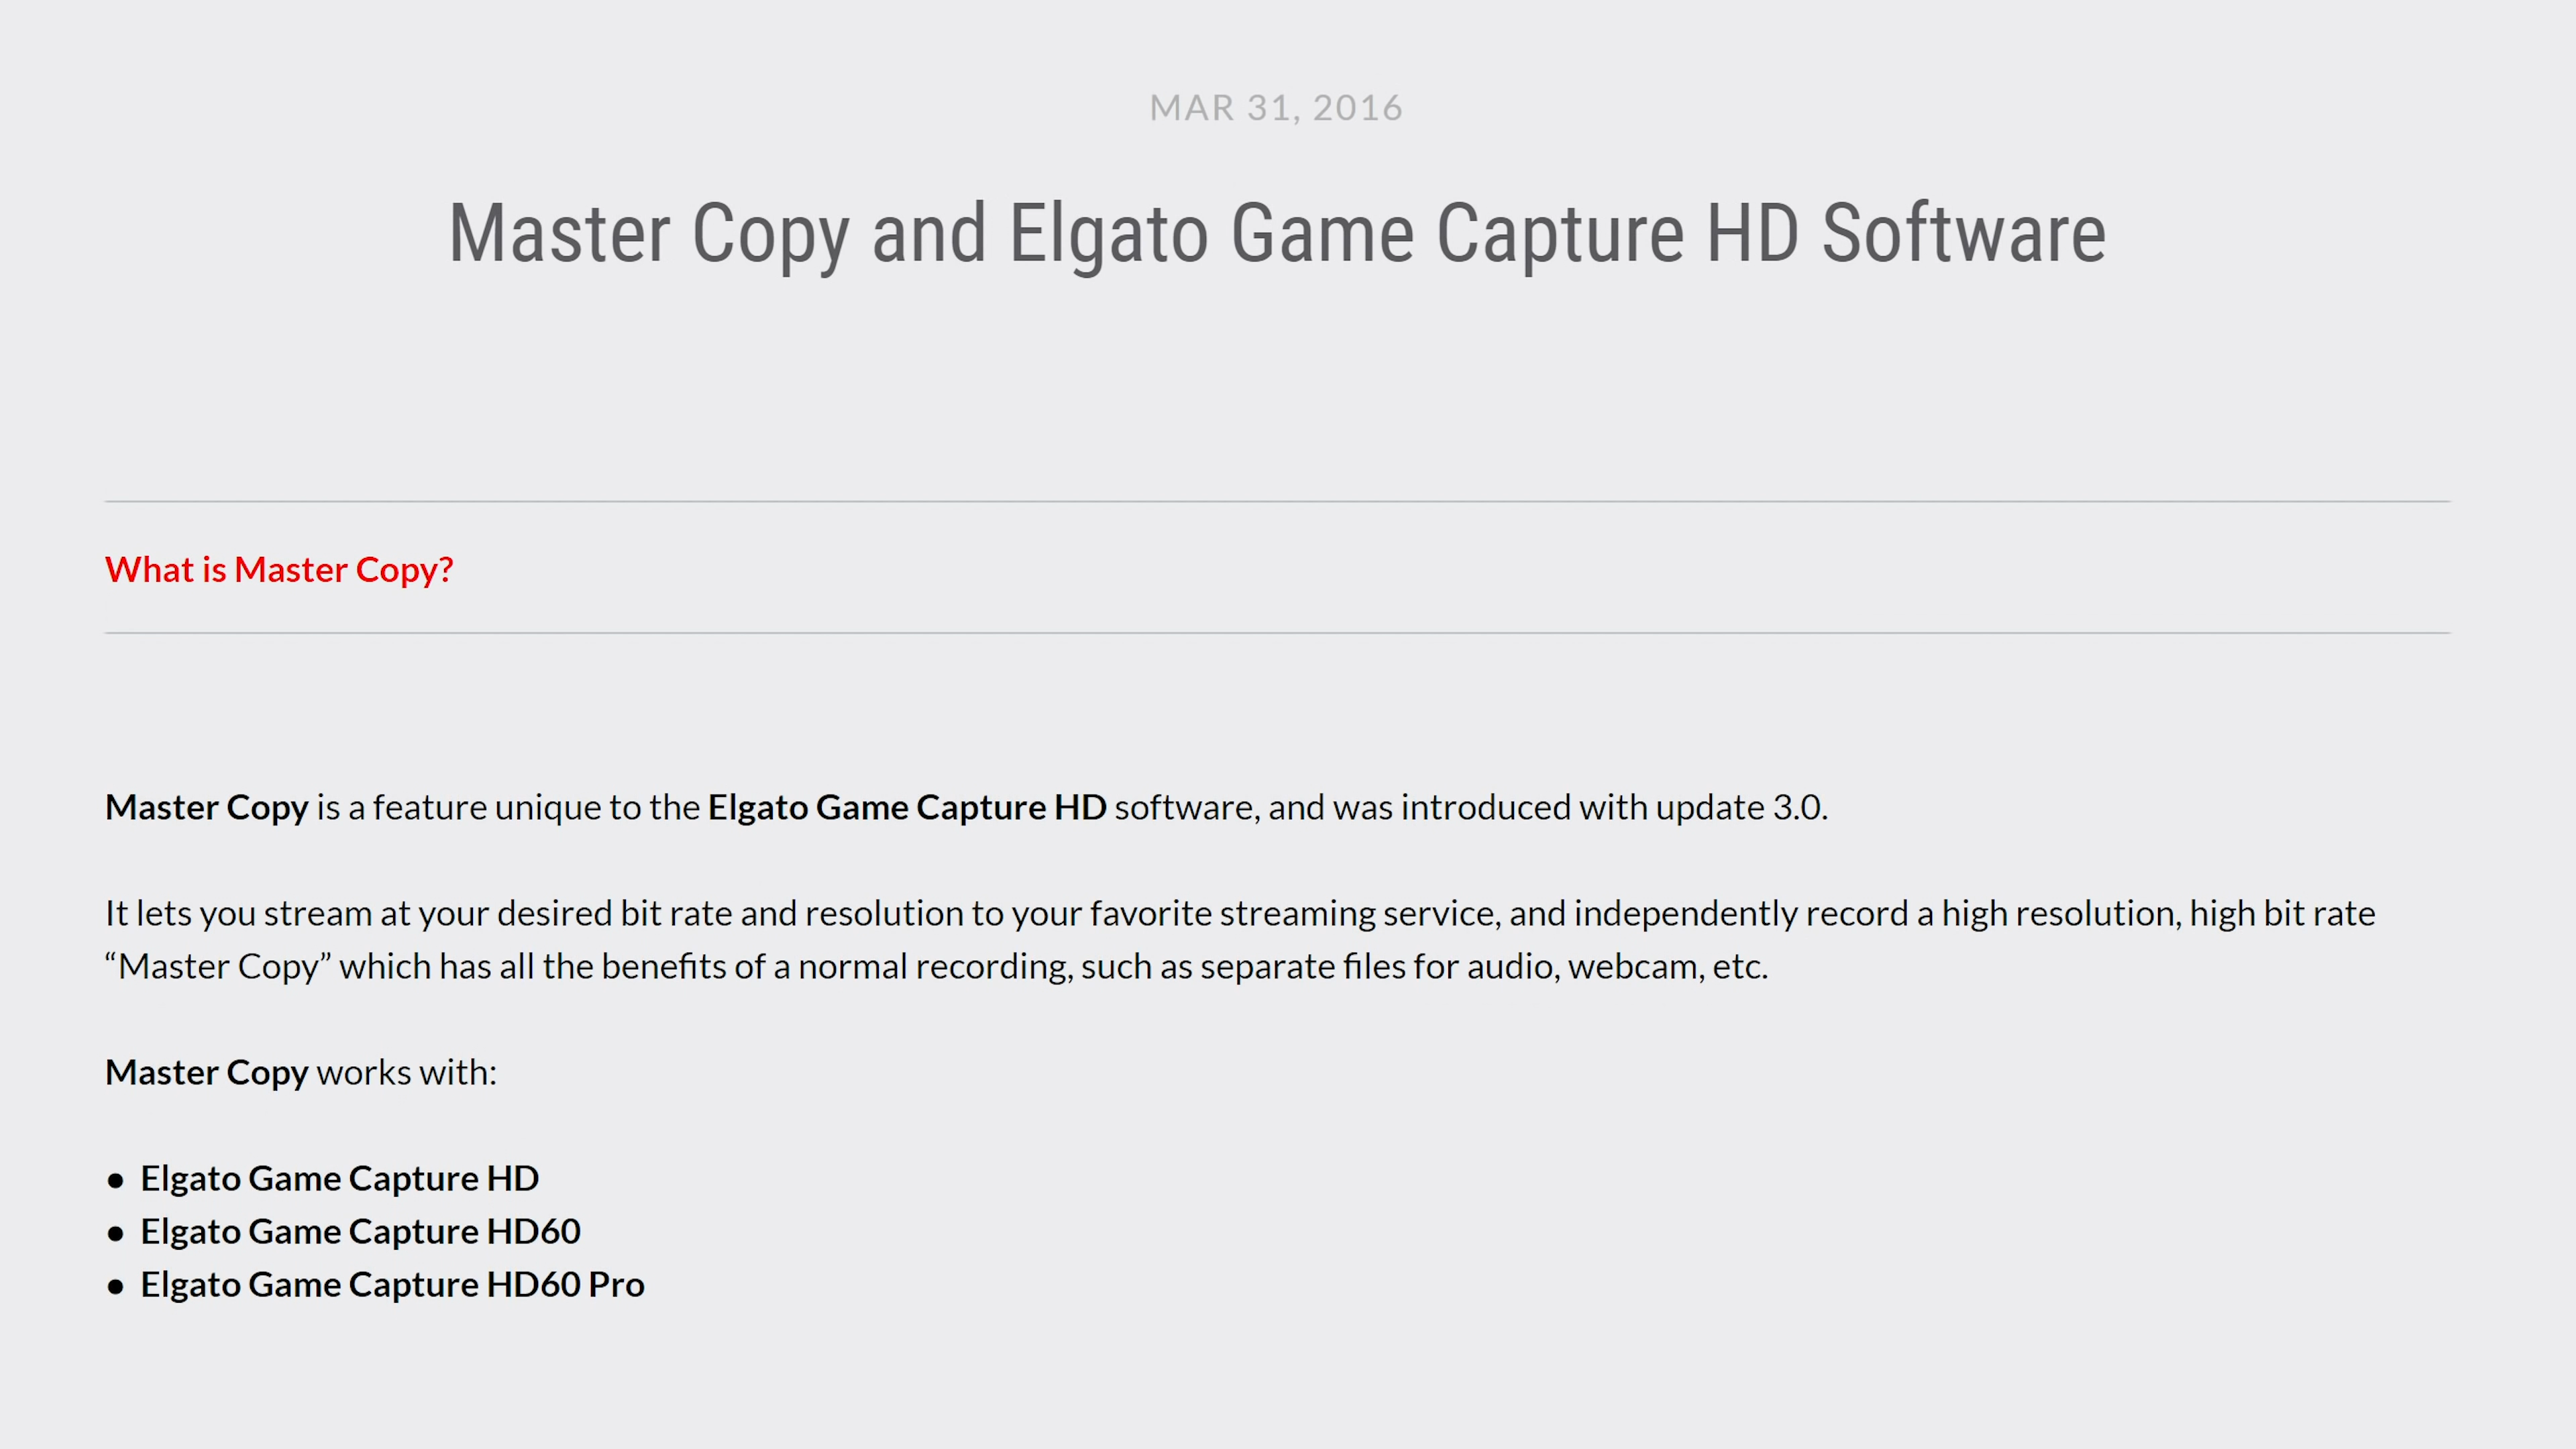 MAR 31, 2016
Master Copy and Elgato Game Capture HD Software
What is Master Copy?
Master Copy is a feature unique to the Elgato Game Capture HD software, and was introduced with update 3.0.
It lets you stream at your desired bit rate and resolution to your favorite streaming service, and independently record a high resolution, high bit rate
“Master Copy” which has all the benefits of a normal recording, such as separate files for audio, webcam, etc.
Master Copy works with:
● Elgato Game Capture HD
● Elgato Game Capture HD60
● Elgato Game Capture HD60 Pro